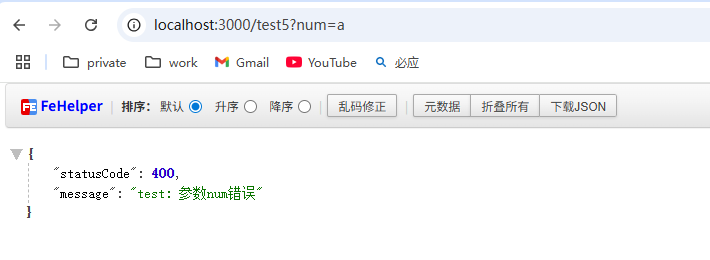 localhost:3000/test5?num=a
private work Gmail YouTube 必应
FeHelper 排序: 默认 升序 降序 乱码修正 元数据 折叠所有 下载JSON
{
"statusCode": 400,
"message": "test: 参数num错误"
}